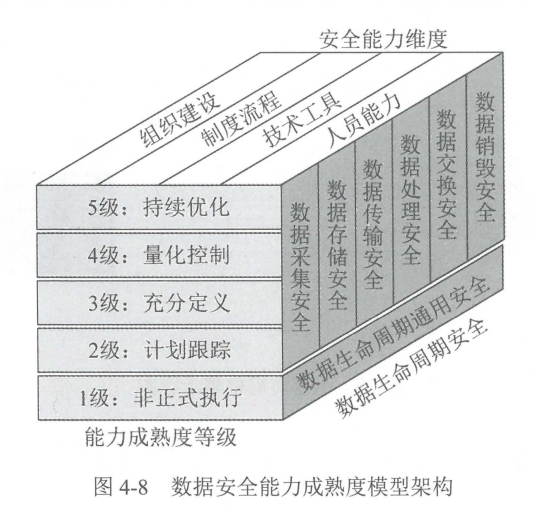 安全能力维度
组织建设
制度流程
技术工具
人员能力
5级：持续优化
4级：量化控制
3级：充分定义
2级：计划跟踪
1级：非正式执行
数据采集安全
数据存储安全
数据传输安全
数据处理安全
数据交换安全
数据销毁安全
数据生命周期通用安全
数据生命周期安全
能力成熟度等级
图 4-8 数据安全能力成熟度模型架构